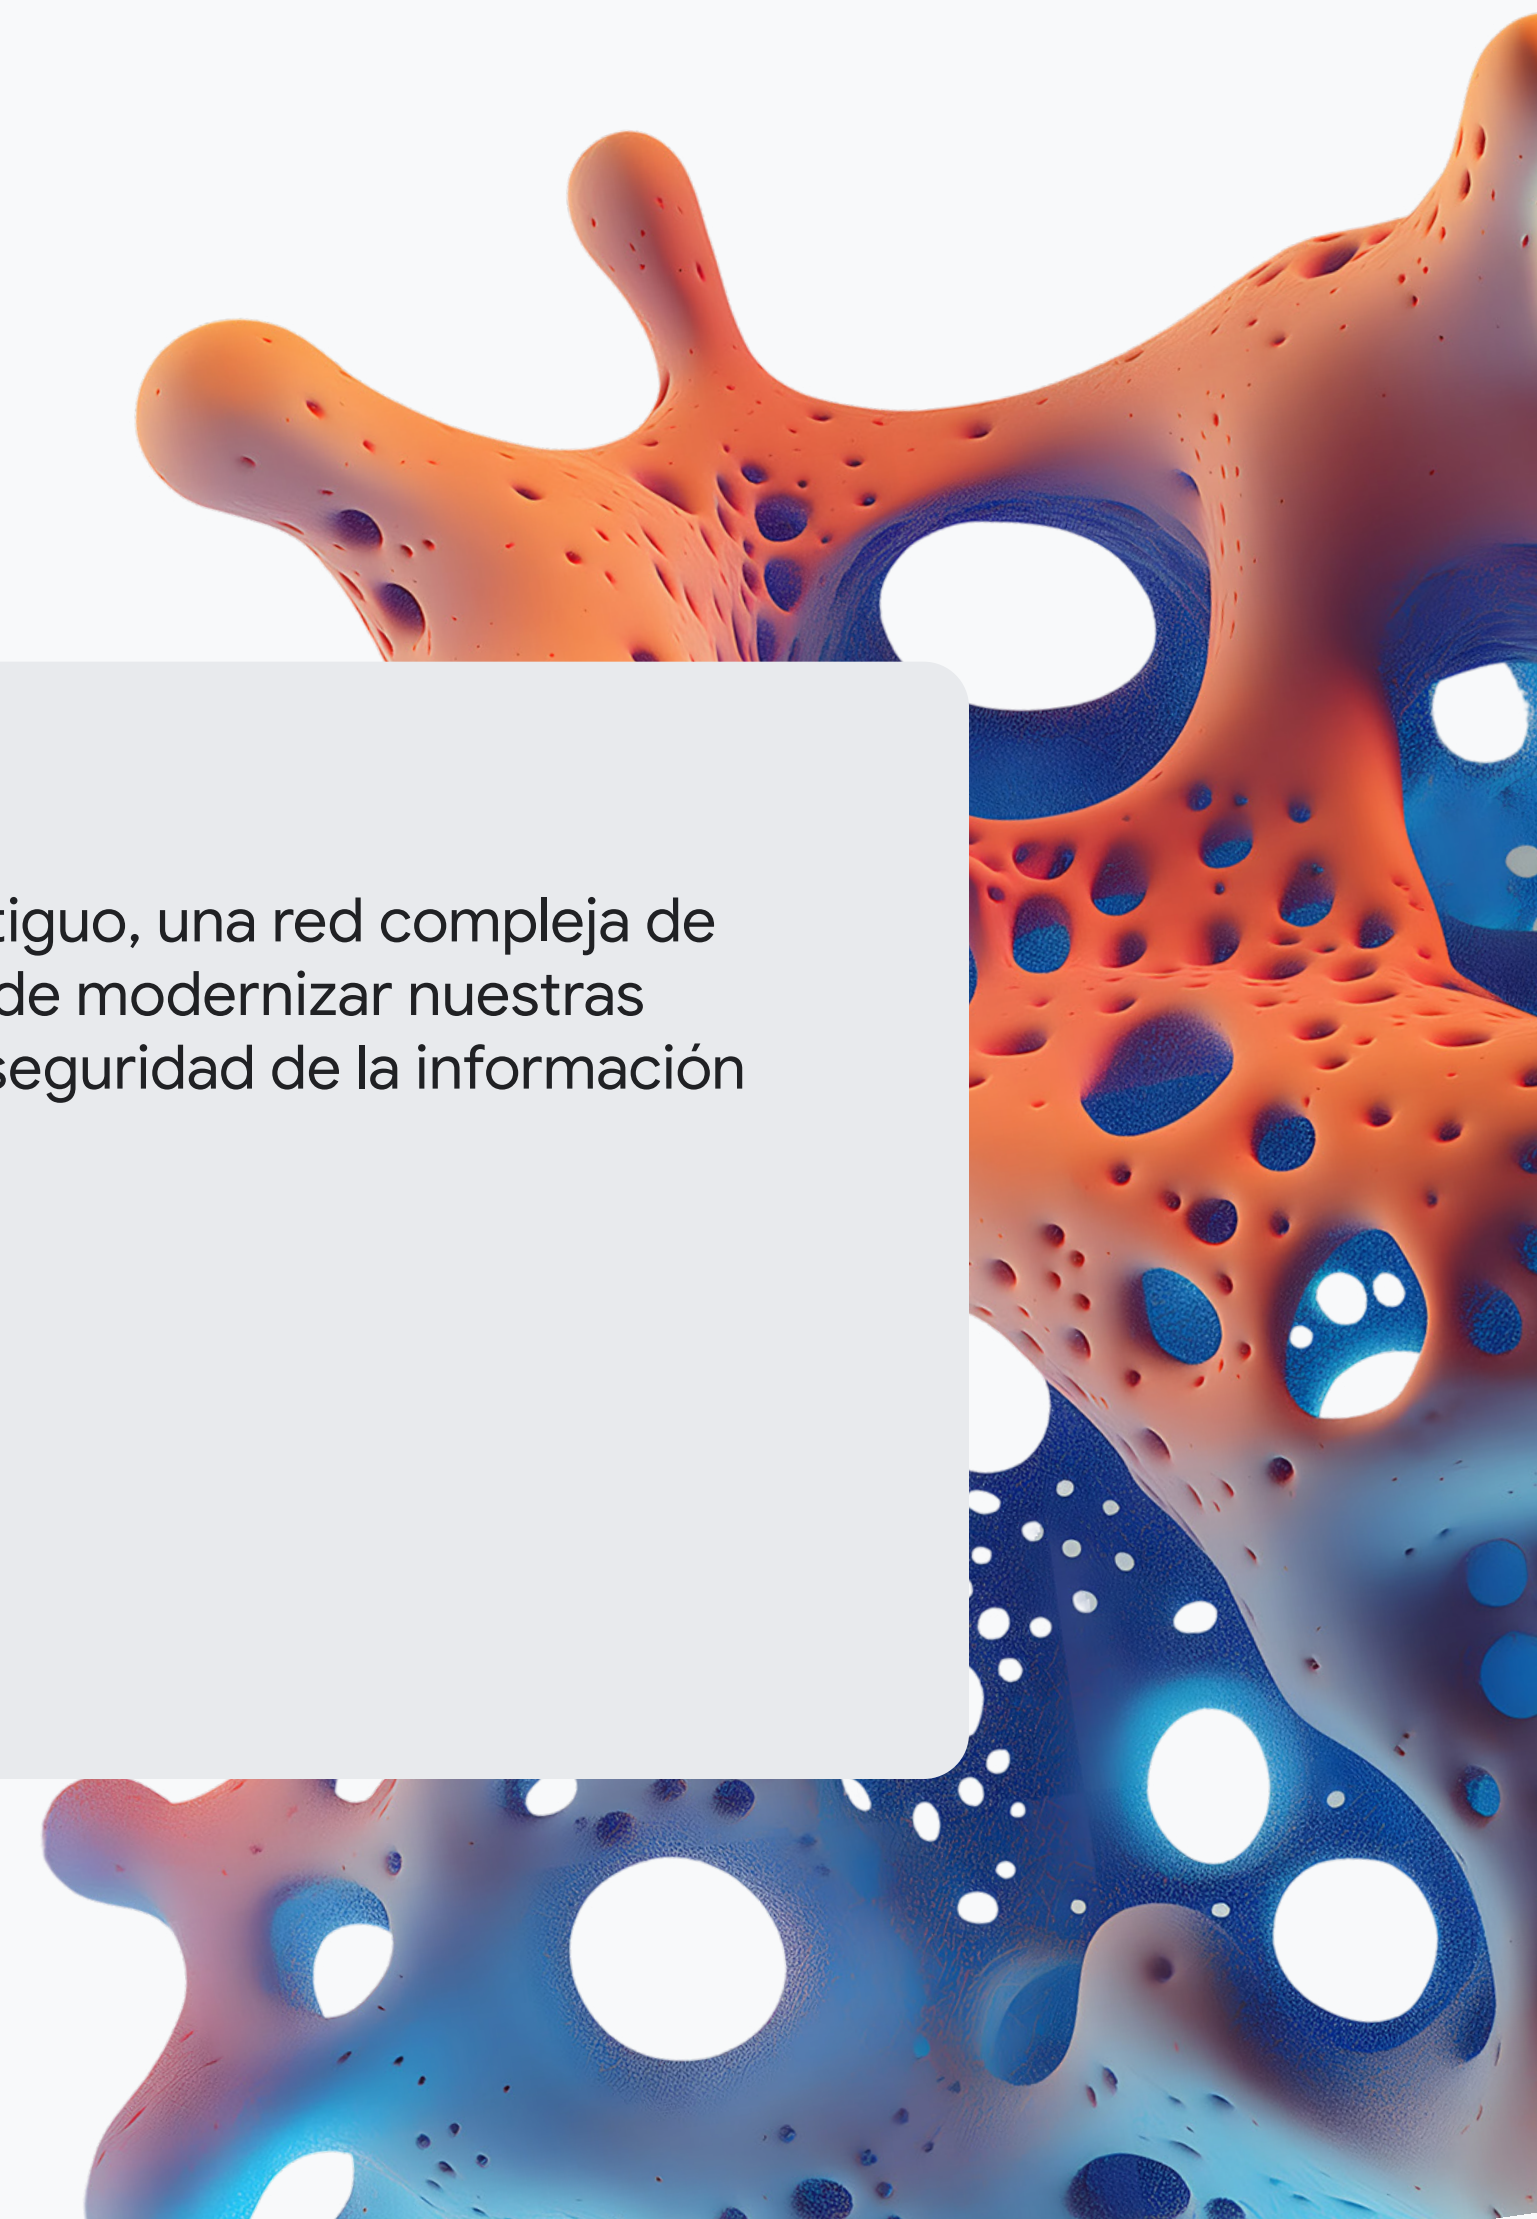 tiguo, una red compleja de
de modernizar nuestras
seguridad de la información